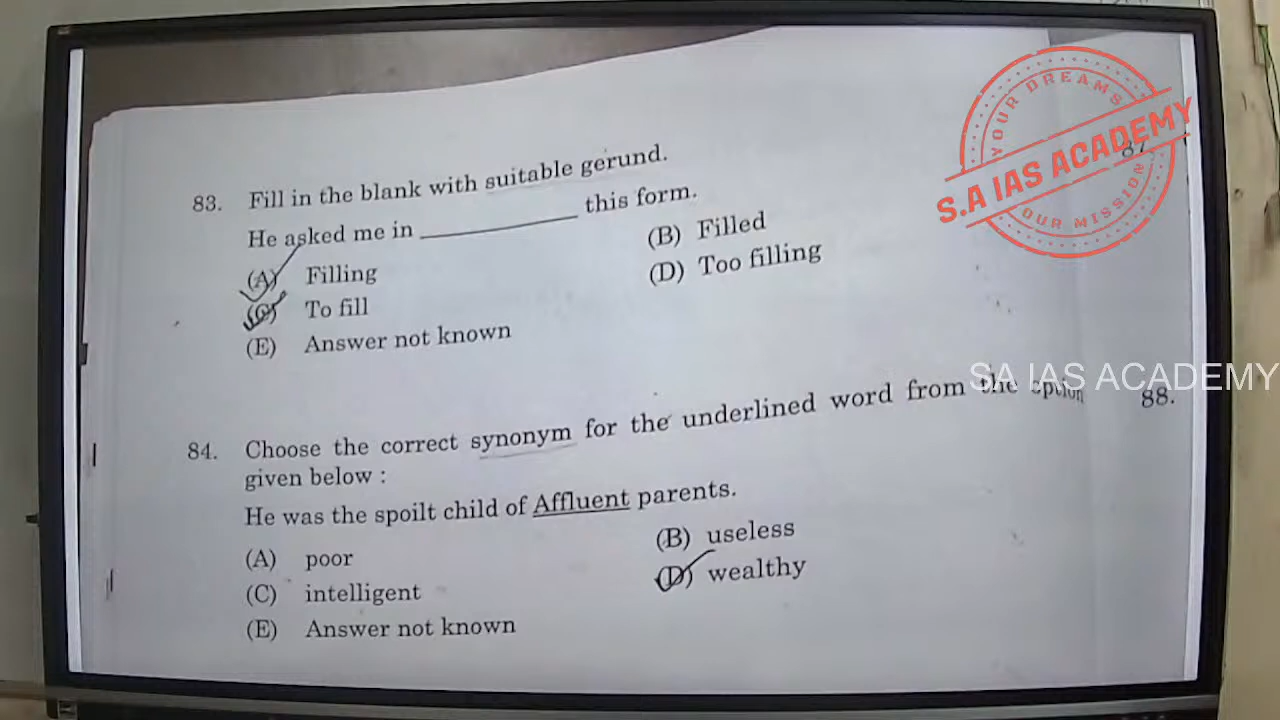 YOUR DREAMS
S.A IAS ACADEMY
OUR MISSION
87.
83. Fill in the blank with suitable gerund.
He asked me in __________ this form.
(A) Filling
(B) Filled
(C) To fill
(D) Too filling
(E) Answer not known
SA IAS ACADEMY
88.
84. Choose the correct synonym for the underlined word from the option
given below :
He was the spoilt child of Affluent parents.
(A) poor
(B) useless
(C) intelligent
(D) wealthy
(E) Answer not known